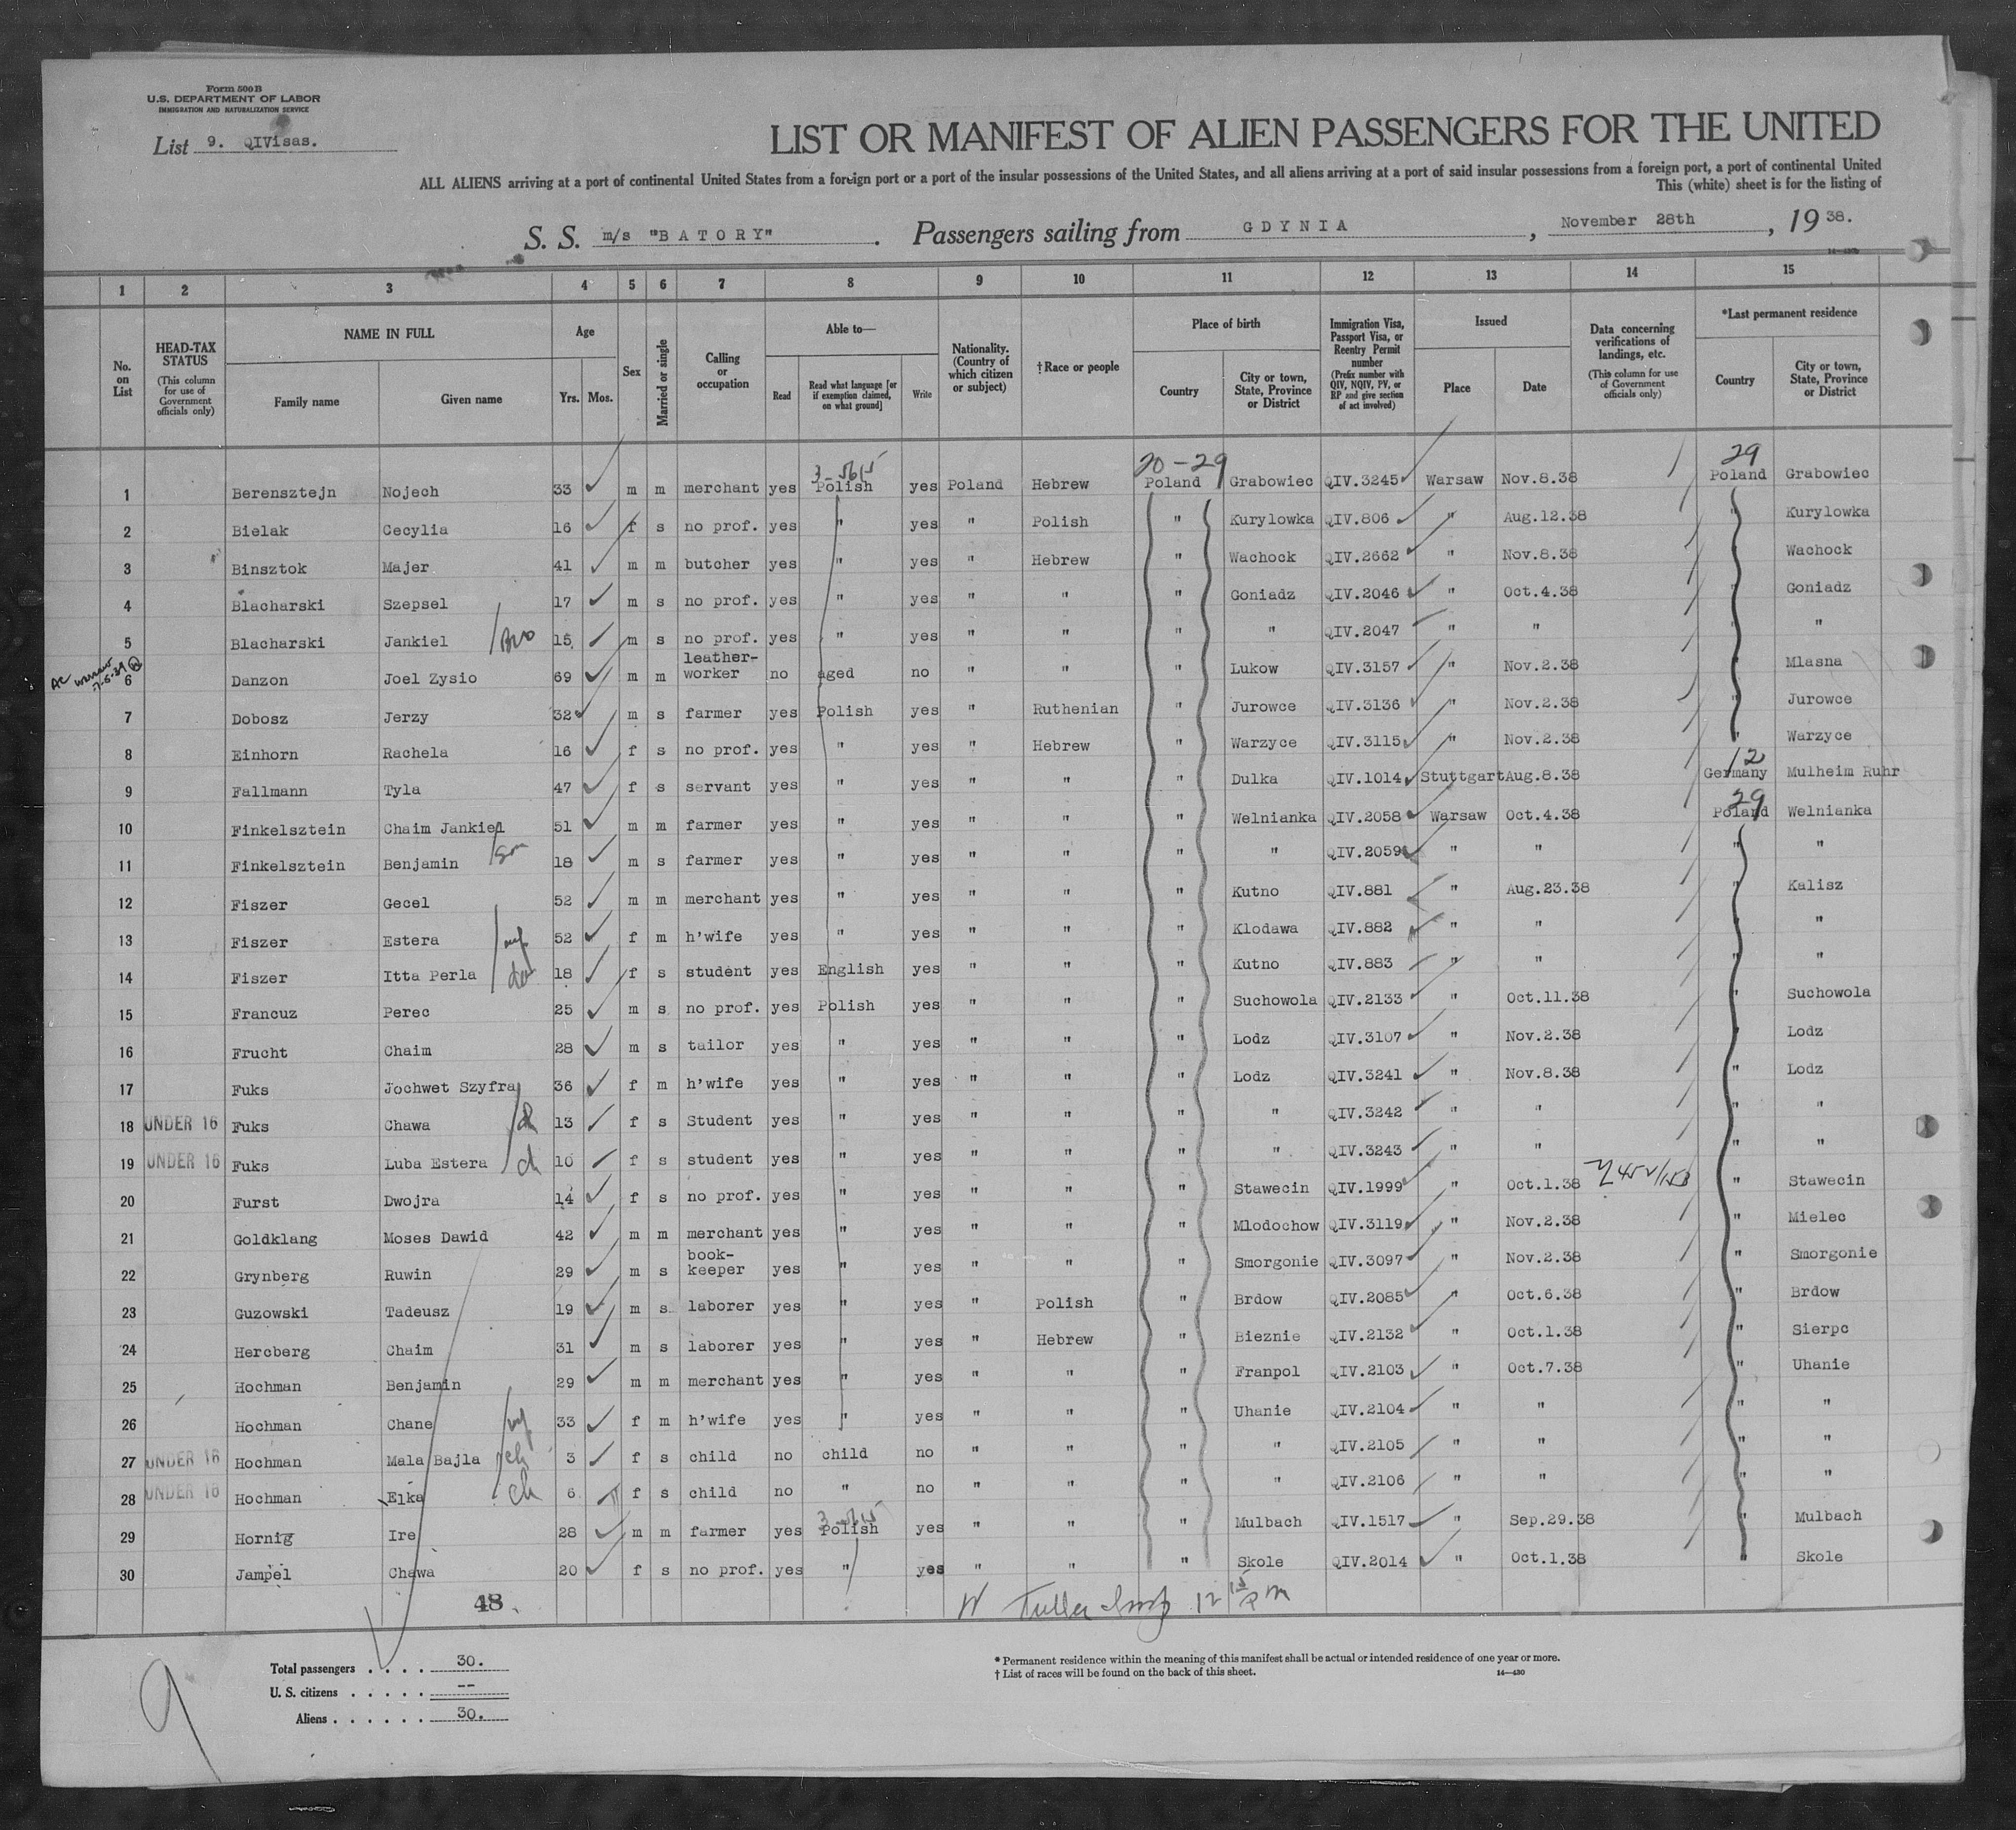 Form 500 B
U.S. DEPARTMENT OF LABOR
IMMIGRATION AND NATURALIZATION SERVICE
List 9. QIVisas.
LIST OR MANIFEST OF ALIEN PASSENGERS FOR THE UNITED
ALL ALIENS arriving at a port of continental United States from a foreign port or a port of the insular possessions of the United States, and all aliens arriving at a port of said insular possessions from a foreign port, a port of continental United
This (white) sheet is for the listing of
S. S. m/s "BATORY" . Passengers sailing from GDYNIA , November 28th , 19 38.
1 2 3 4 5 6 7 8 9 10 11 12 13 14 15
No. on List
HEAD-TAX STATUS (This column for use of Government officials only)
NAME IN FULL Family name Given name
Age Yrs. Mos.
Sex
Married or single
Calling or occupation
Able to— Read Read what language [or if exemption claimed, on what ground] Write
Nationality. (Country of which citizen or subject)
†Race or people
Place of birth Country City or town, State, Province or District
Immigration Visa, Passport Visa, or Reentry Permit number (Prefix number with QIV, NQIV, PV, or RP and give section of act involved)
Issued Place Date
Data concerning verifications of landings, etc. (This column for use of Government officials only)
*Last permanent residence Country City or town, State, Province or District
20-29 29
1 Berensztejn Nojech 33 m m merchant yes Polish yes Poland Hebrew Poland Grabowiec QIV.3245 Warsaw Nov.8.38 Poland Grabowiec
2 Bielak Cecylia 16 f s no prof. yes " yes " Polish " Kurylowka QIV.806 " Aug.12.38 " Kurylowka
3 Binsztok Majer 41 m m butcher yes " yes " Hebrew " Wachock QIV.2662 " Nov.8.38 " Wachock
4 Blacharski Szepsel 17 m s no prof. yes " yes " " " Goniadz QIV.2046 " Oct.4.38 " Goniadz
5 Blacharski Jankiel Bro 15 m s no prof. yes " yes " " " " QIV.2047 " " " "
6 Danzon Joel Zysio 69 m m leather-worker no aged no " " " Lukow QIV.3157 " Nov.2.38 " Mlasna
7 Dobosz Jerzy 32 m s farmer yes Polish yes " Ruthenian " Jurowce QIV.3136 " Nov.2.38 " Jurowce
8 Einhorn Rachela 16 f s no prof. yes " yes " Hebrew " Warzyce QIV.3115 " Nov.2.38 " Warzyce
12
9 Fallmann Tyla 47 f s servant yes " yes " " " Dulka QIV.1014 Stuttgart Aug.8.38 Germany Mulheim Ruhr
29
10 Finkelsztein Chaim Jankiel 51 m m farmer yes " yes " " " Welnianka QIV.2058 Warsaw Oct.4.38 Poland Welnianka
11 Finkelsztein Benjamin son 18 m s farmer yes " yes " " " " QIV.2059 " " " "
12 Fiszer Gecel 52 m m merchant yes " yes " " " Kutno QIV.881 " Aug.23.38 " Kalisz
13 Fiszer Estera wf 52 f m h'wife yes " yes " " " Klodawa QIV.882 " " " "
14 Fiszer Itta Perla da 18 f s student yes English yes " " " Kutno QIV.883 " " " "
15 Francuz Perec 25 m s no prof. yes Polish yes " " " Suchowola QIV.2133 " Oct.11.38 " Suchowola
16 Frucht Chaim 28 m s tailor yes " yes " " " Lodz QIV.3107 " Nov.2.38 " Lodz
17 Fuks Jochwet Szyfra 36 f m h'wife yes " yes " " " Lodz QIV.3241 " Nov.8.38 " Lodz
18 UNDER 16 Fuks Chawa ch 13 f s Student yes " yes " " " " QIV.3242 " " " "
19 UNDER 16 Fuks Luba Estera ch 10 f s student yes " yes " " " " QIV.3243 " " " "
20 Furst Dwojra 14 f s no prof. yes " yes " " " Stawecin QIV.1999 " Oct.1.38 " Stawecin
21 Goldklang Moses Dawid 42 m m merchant yes " yes " " " Mlodochow QIV.3119 " Nov.2.38 " Mielec
22 Grynberg Ruwin 29 m s book-keeper yes " yes " " " Smorgonie QIV.3097 " Nov.2.38 " Smorgonie
23 Guzowski Tadeusz 19 m s laborer yes " yes " Polish " Brdow QIV.2085 " Oct.6.38 " Brdow
24 Hercberg Chaim 31 m s laborer yes " yes " Hebrew " Bieznie QIV.2132 " Oct.1.38 " Sierpc
25 Hochman Benjamin 29 m m merchant yes " yes " " " Franpol QIV.2103 " Oct.7.38 " Uhanie
26 Hochman Chane wf 33 f m h'wife yes " yes " " " Uhanie QIV.2104 " " " "
27 UNDER 16 Hochman Mala Bajla ch 3 f s child no child no " " " " QIV.2105 " " " "
28 UNDER 16 Hochman Elka ch 6 f s child no " no " " " " QIV.2106 " " " "
29 Hornig Ire 28 m m farmer yes Polish yes " " " Mulbach QIV.1517 " Sep.29.38 " Mulbach
30 Jampel Chawa 20 f s no prof. yes " yes " " " Skole QIV.2014 " Oct.1.38 " Skole
48
Total passengers . . . . 30.
U. S. citizens . . . . . --
Aliens . . . . . . 30.
* Permanent residence within the meaning of this manifest shall be actual or intended residence of one year or more.
† List of races will be found on the back of this sheet. 14—430
9